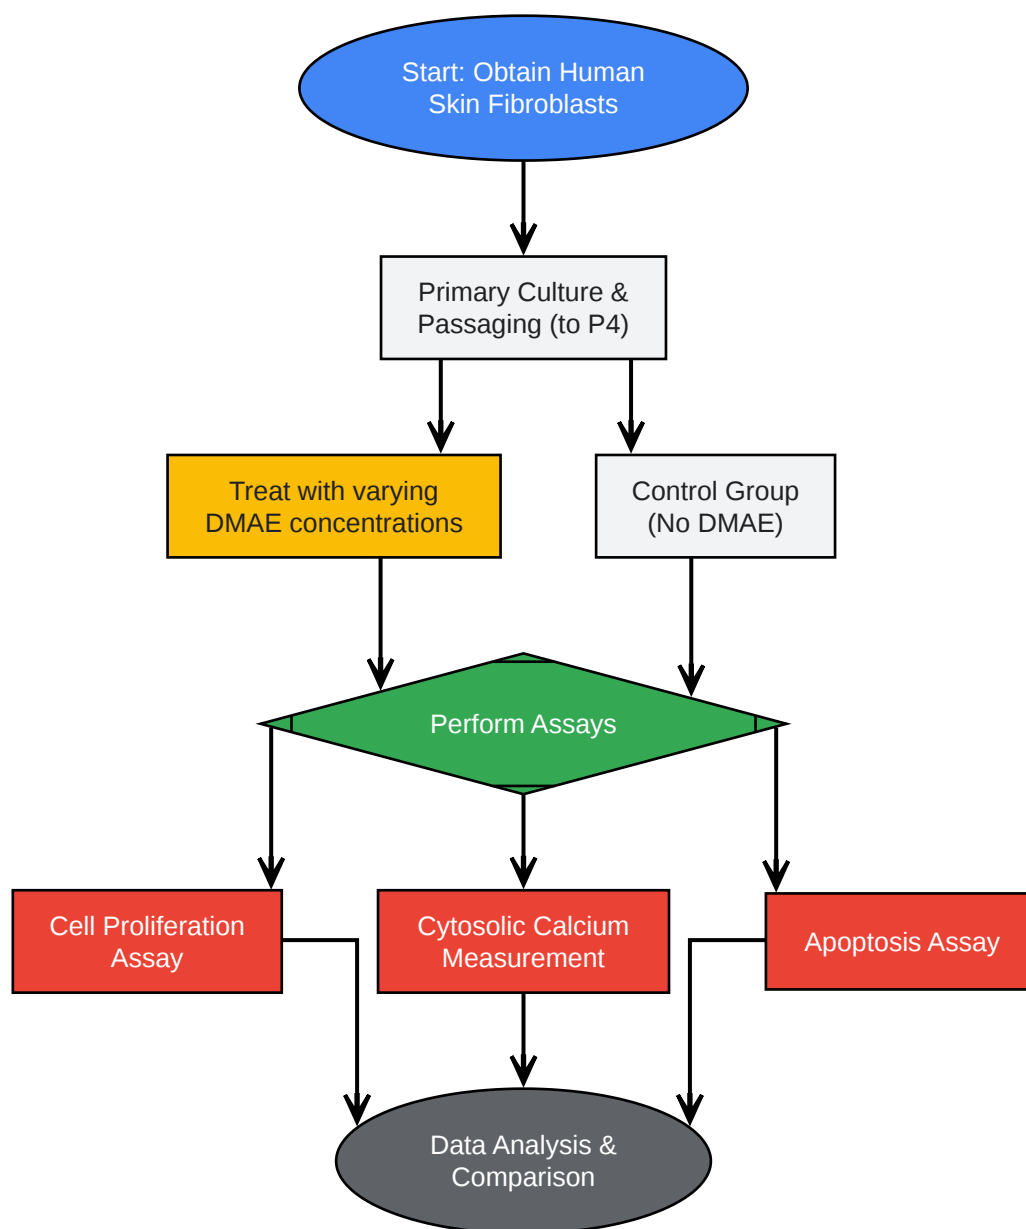 Start: Obtain Human
Skin Fibroblasts
Primary Culture &
Passaging (to P4)
Treat with varying
DMAE concentrations
Control Group
(No DMAE)
Perform Assays
Cell Proliferation
Assay
Cytosolic Calcium
Measurement
Apoptosis Assay
Data Analysis &
Comparison